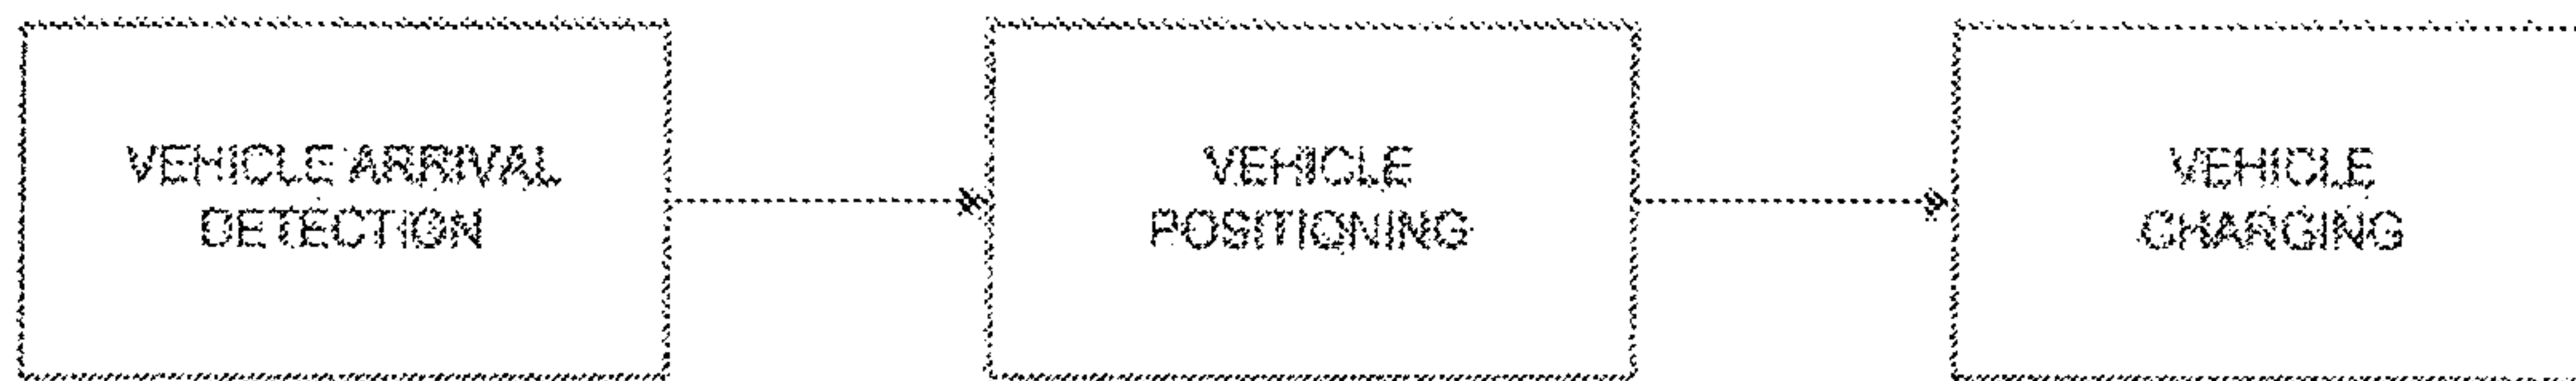 VEHICLE ARRIVAL
DETECTION
VEHICLE
POSITIONING
VEHICLE
CHARGING